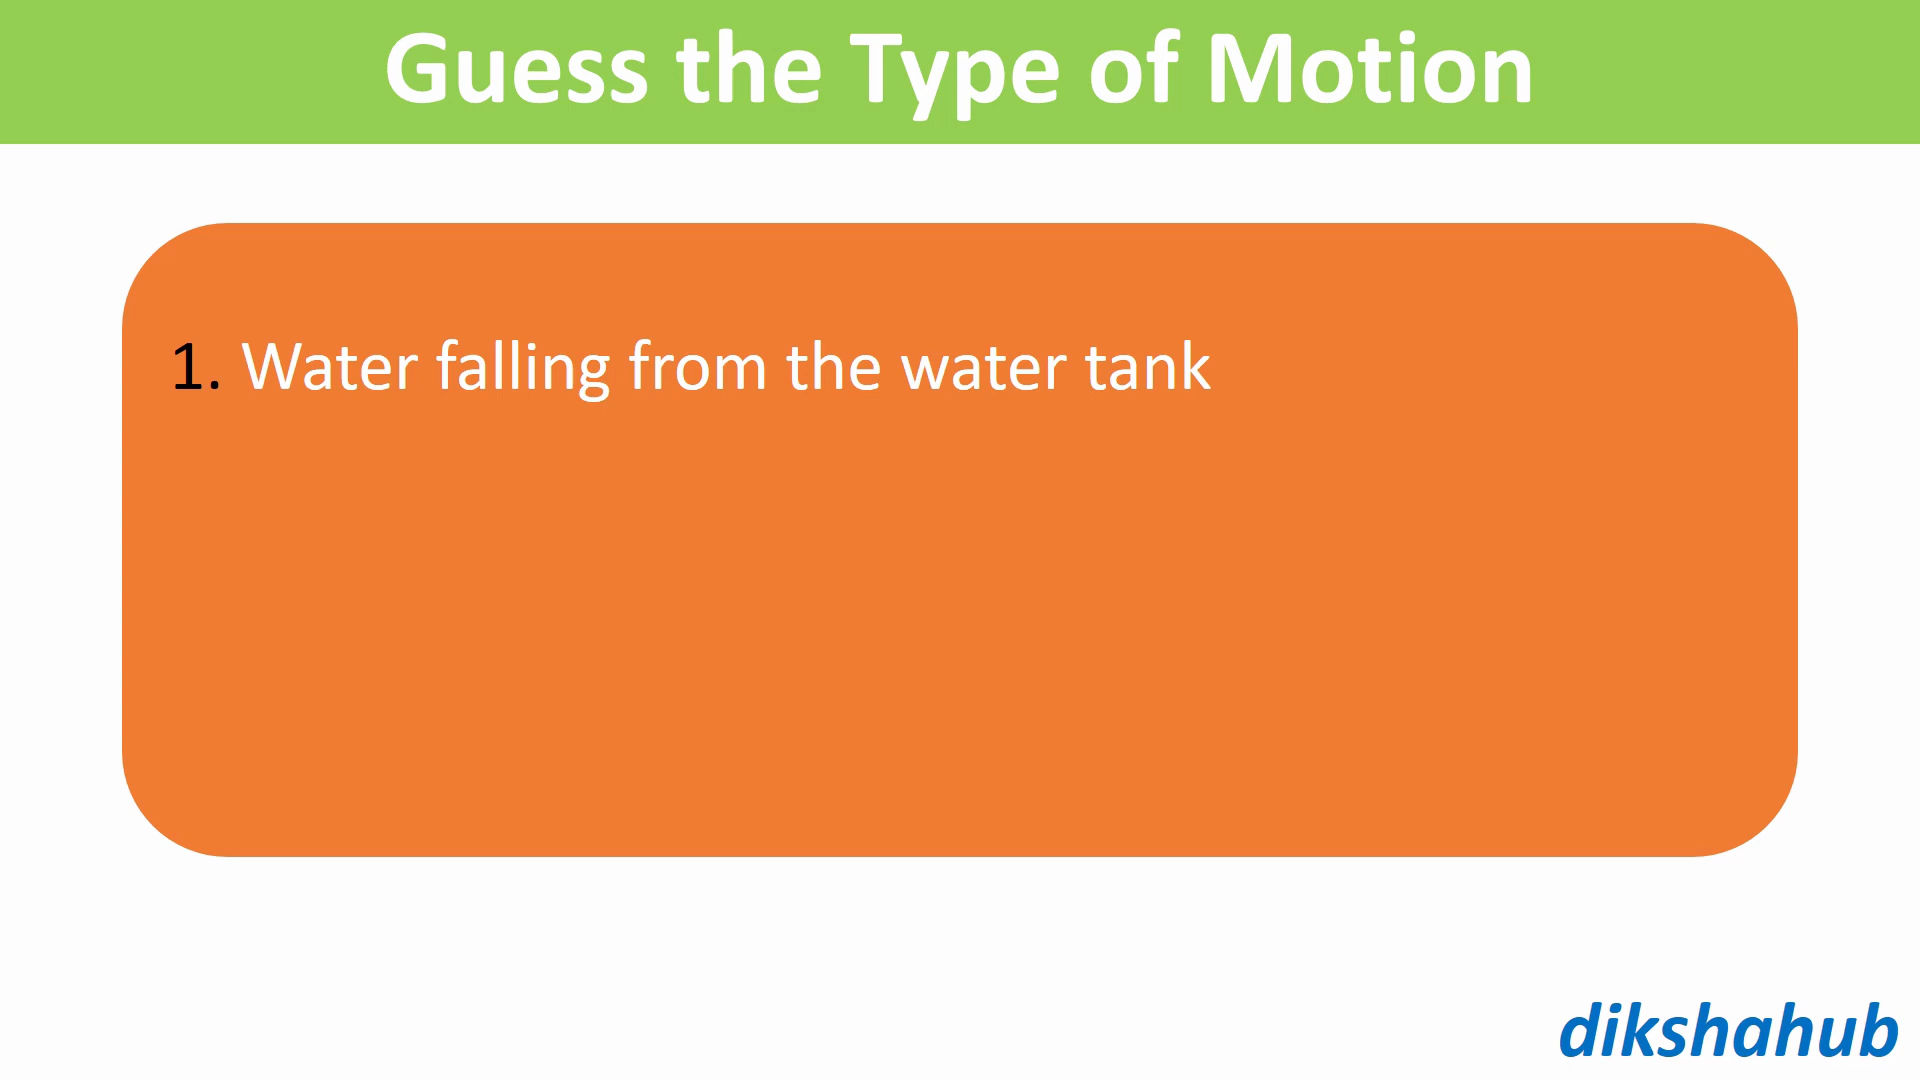 Guess the Type of Motion
1. Water falling from the water tank
dikshahub